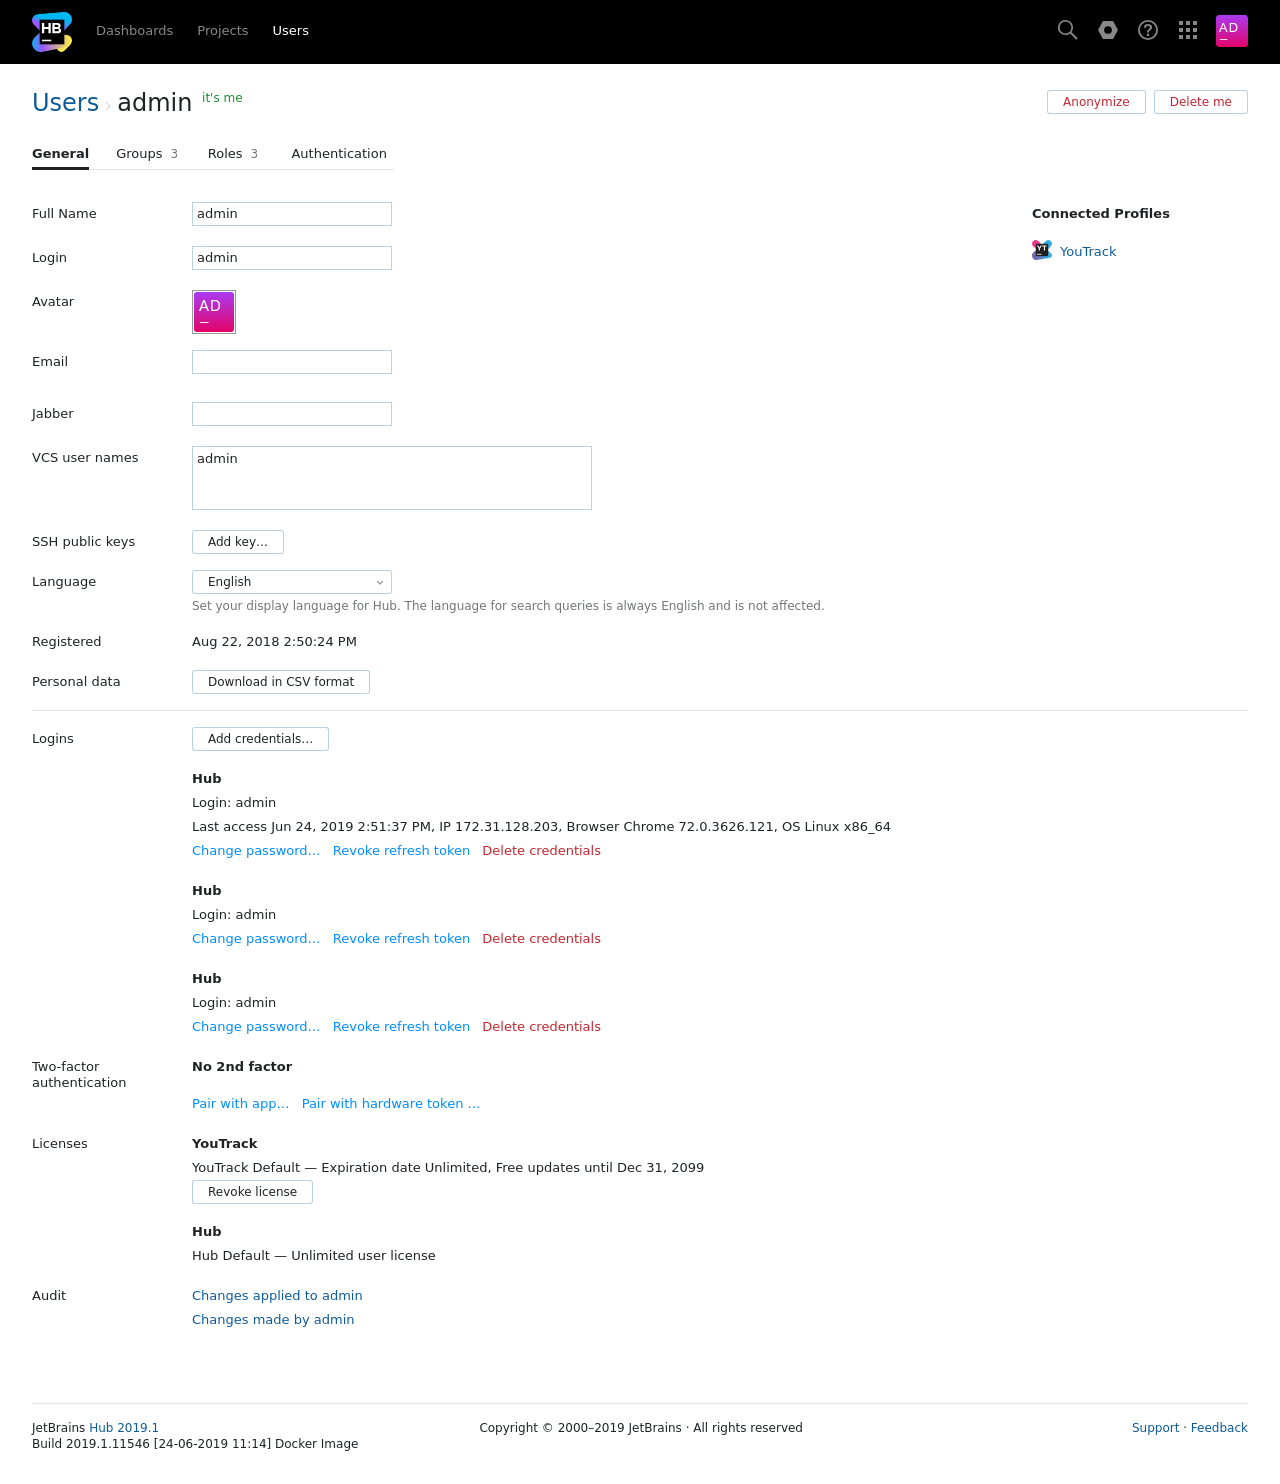 HB
Dashboards Projects Users
AD
Users › admin it's me
Anonymize Delete me
General Groups 3 Roles 3 Authentication
Full Name admin
Connected Profiles
Login admin
YT YouTrack
Avatar AD
Email
Jabber
VCS user names admin
SSH public keys Add key...
Language English
Set your display language for Hub. The language for search queries is always English and is not affected.
Registered Aug 22, 2018 2:50:24 PM
Personal data Download in CSV format
Logins Add credentials...
Hub
Login: admin
Last access Jun 24, 2019 2:51:37 PM, IP 172.31.128.203, Browser Chrome 72.0.3626.121, OS Linux x86_64
Change password... Revoke refresh token Delete credentials
Hub
Login: admin
Change password... Revoke refresh token Delete credentials
Hub
Login: admin
Change password... Revoke refresh token Delete credentials
Two-factor authentication
No 2nd factor
Pair with app... Pair with hardware token ...
Licenses YouTrack
YouTrack Default — Expiration date Unlimited, Free updates until Dec 31, 2099
Revoke license
Hub
Hub Default — Unlimited user license
Audit Changes applied to admin
Changes made by admin
JetBrains Hub 2019.1
Build 2019.1.11546 [24-06-2019 11:14] Docker Image
Copyright © 2000–2019 JetBrains · All rights reserved
Support · Feedback